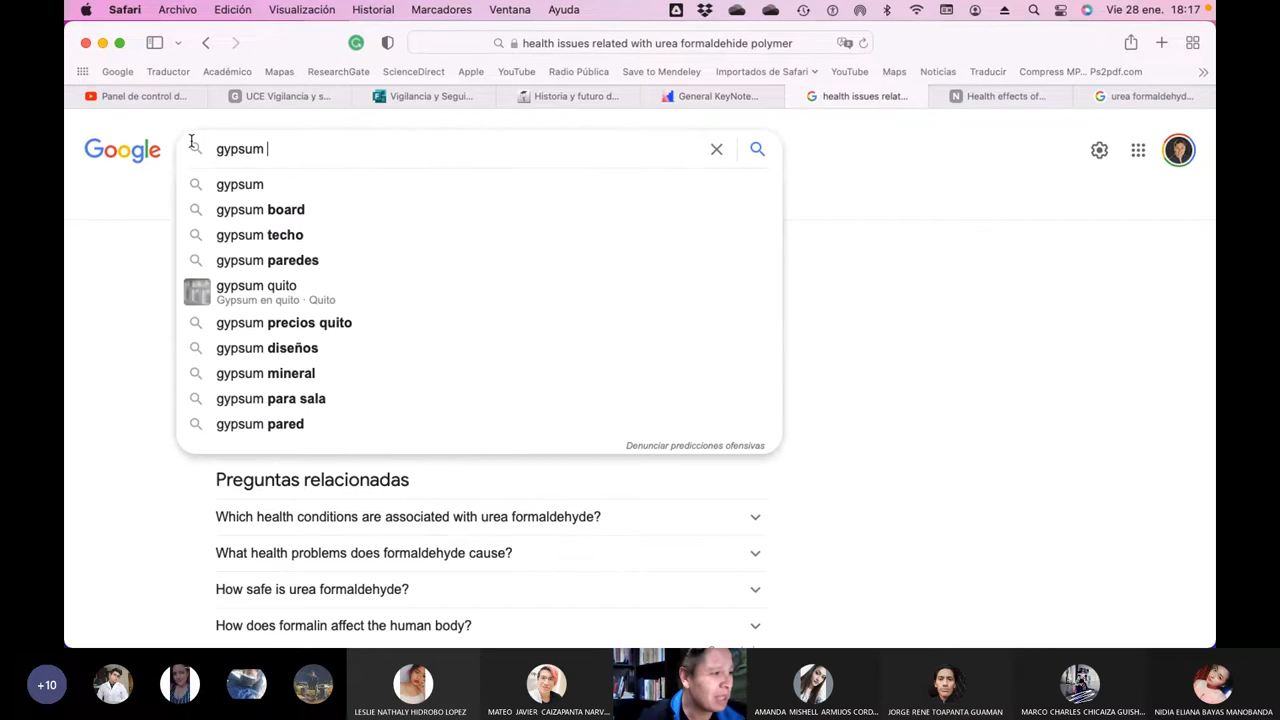 Safari Archivo Edición Visualización Historial Marcadores Ventana Ayuda Vie 28 ene. 18:17
health issues related with urea formaldehide polymer
Google Traductor Académico Mapas ResearchGate ScienceDirect Apple YouTube Radio Pública Save to Mendeley Importados de Safari YouTube Maps Noticias Traducir Compress MP... Ps2pdf.com
Panel de control d... UCE Vigilancia y s... Vigilancia y Segui... Historia y futuro d... General KeyNote... health issues relat... Health effects of... urea formaldehyd...
Google
gypsum
gypsum
gypsum board
gypsum techo
gypsum paredes
gypsum quito
Gypsum en quito · Quito
gypsum precios quito
gypsum diseños
gypsum mineral
gypsum para sala
gypsum pared
Denunciar predicciones ofensivas
Preguntas relacionadas
Which health conditions are associated with urea formaldehyde?
What health problems does formaldehyde cause?
How safe is urea formaldehyde?
How does formalin affect the human body?
+10
LESLIE NATHALY HIDROBO LOPEZ MATEO JAVIER CAIZAPANTA NARV... AMANDA MISHELL ARMIJOS CORD... JORGE RENE TOAPANTA GUAMAN MARCO CHARLES CHICAIZA GUISH... NIDIA ELIANA BAYAS MANOBANDA